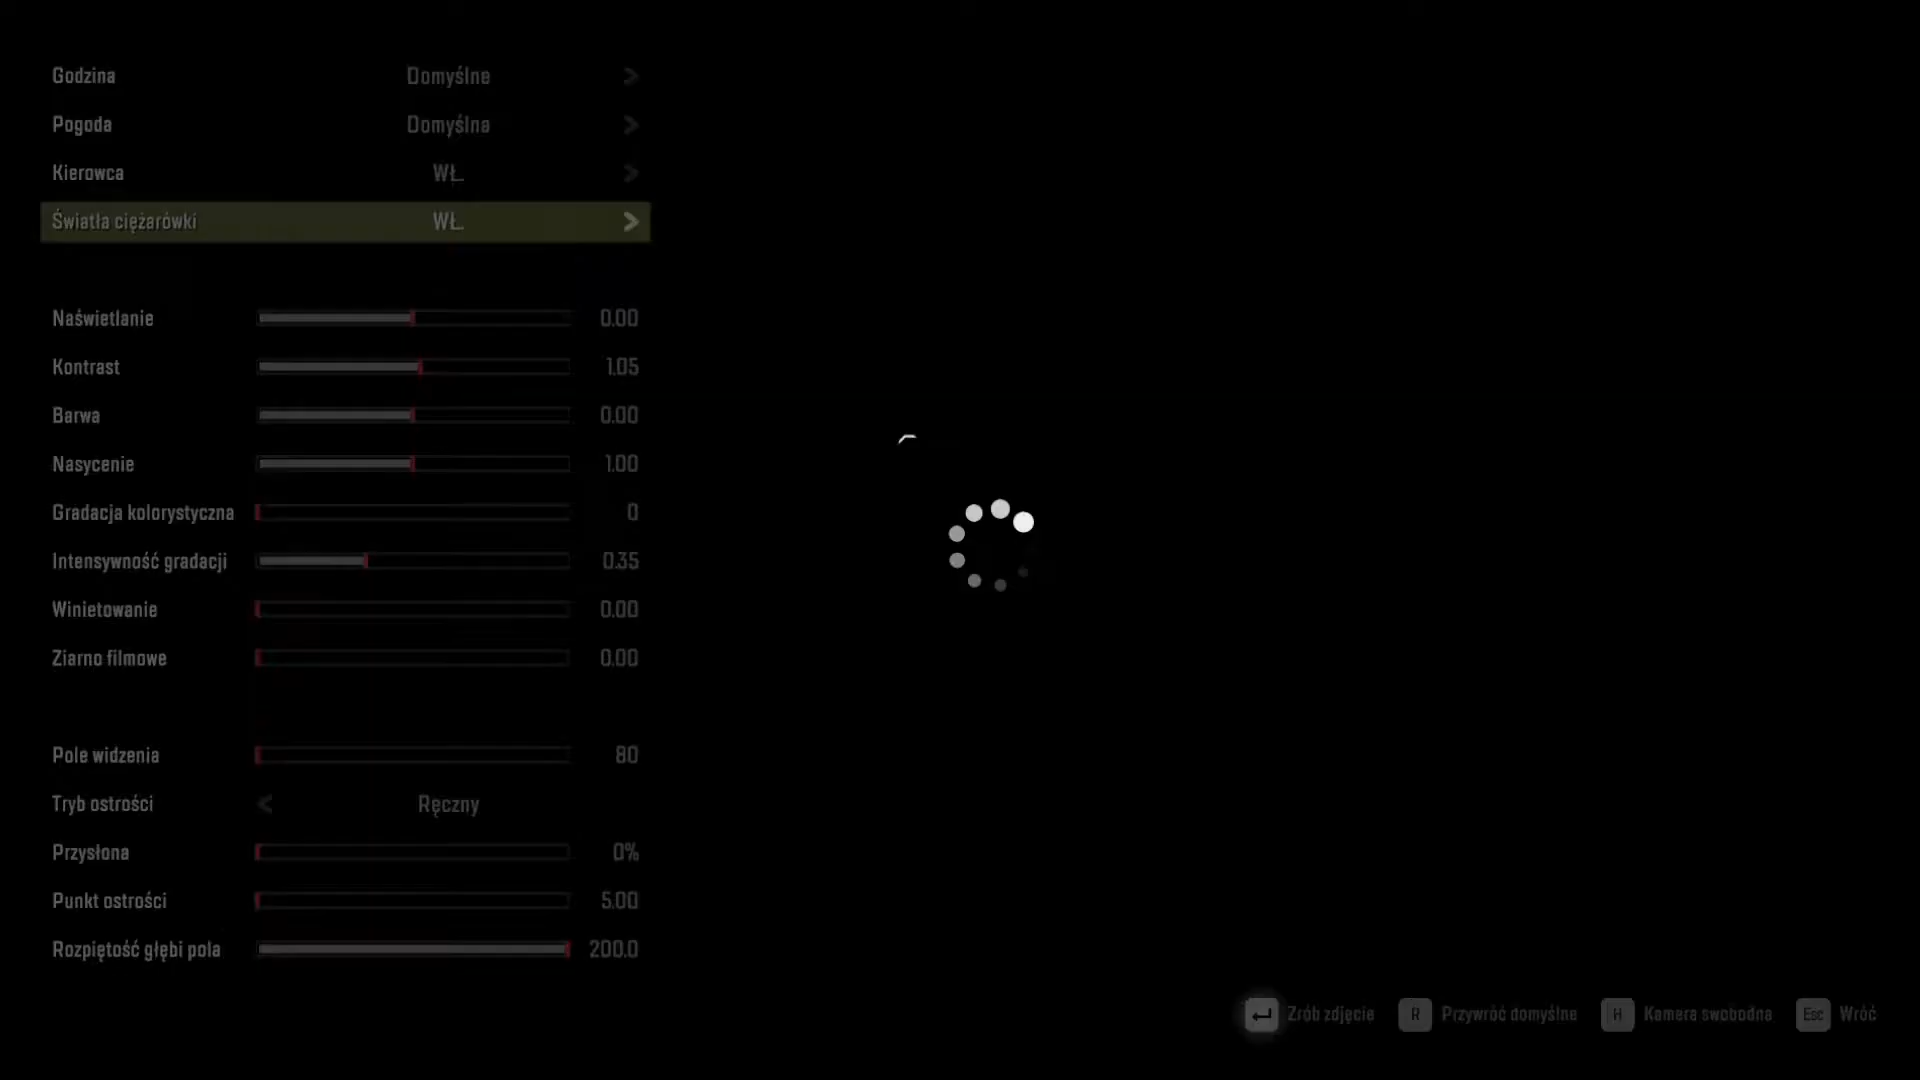 Godzina Domyślne >
Pogoda Domyślna >
Kierowca WŁ. >
Światła ciężarówki WŁ. >
Naświetlanie 0.00
Kontrast 1.05
Barwa 0.00
Nasycenie 1.00
Gradacja kolorystyczna 0
Intensywność gradacji 0.35
Winietowanie 0.00
Ziarno filmowe 0.00
Pole widzenia 80
Tryb ostrości < Ręczny
Przysłona 0%
Punkt ostrości 5.00
Rozpiętość głębi pola 200.0
Zrób zdjęcie R Przywróć domyślne H Kamera swobodna Esc Wróć